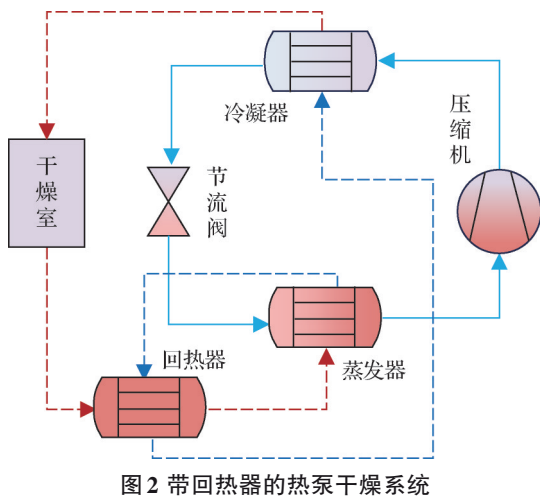 冷凝器
压缩机
干燥室
节流阀
回热器
蒸发器
图2 带回热器的热泵干燥系统